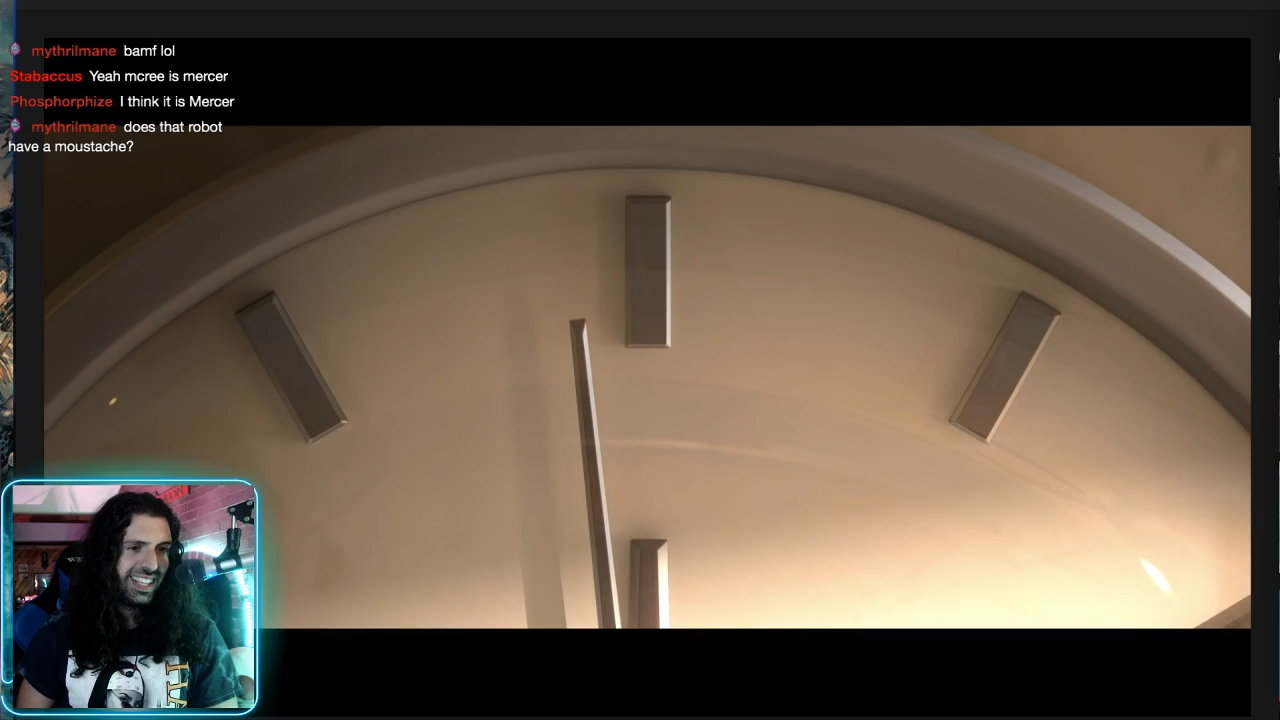 mythrilmane bamf lol
Stabaccus Yeah mcree is mercer
Phosphorphize I think it is Mercer
mythrilmane does that robot
have a moustache?